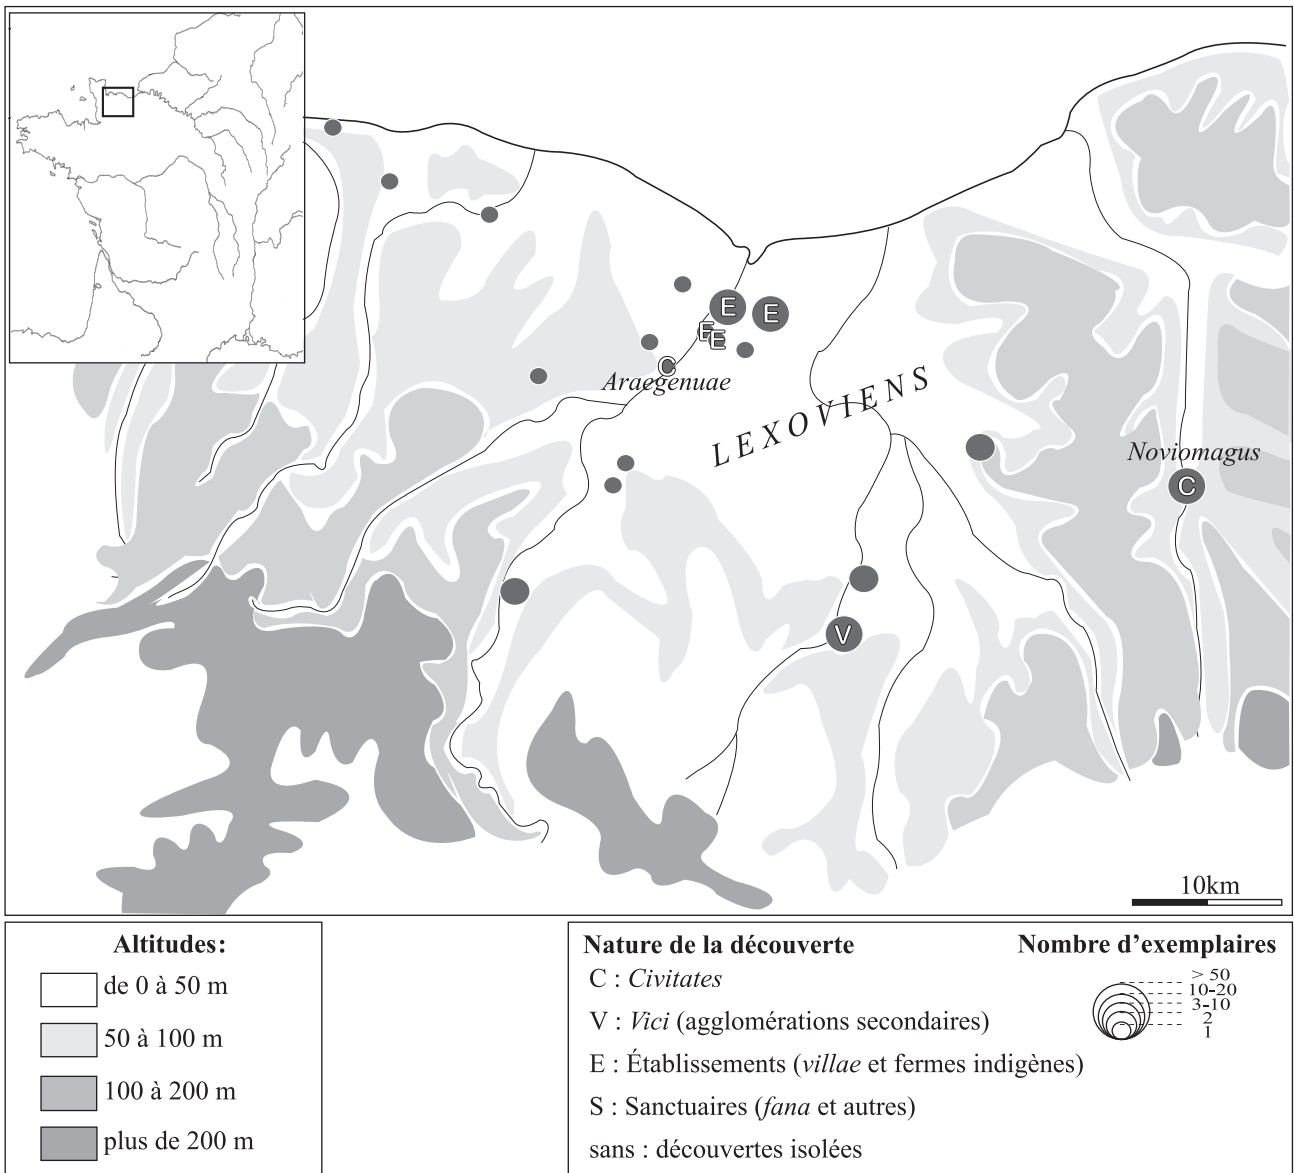 E
E
E
E
C
Araegenuae
LEXOVIENS
Noviomagus
C
V
10km
Altitudes:
de 0 à 50 m
50 à 100 m
100 à 200 m
plus de 200 m
Nature de la découverte
C : Civitates
V : Vici (agglomérations secondaires)
E : Établissements (villae et fermes indigènes)
S : Sanctuaires (fana et autres)
sans : découvertes isolées
Nombre d’exemplaires
> 50
10-20
3-10
2
1